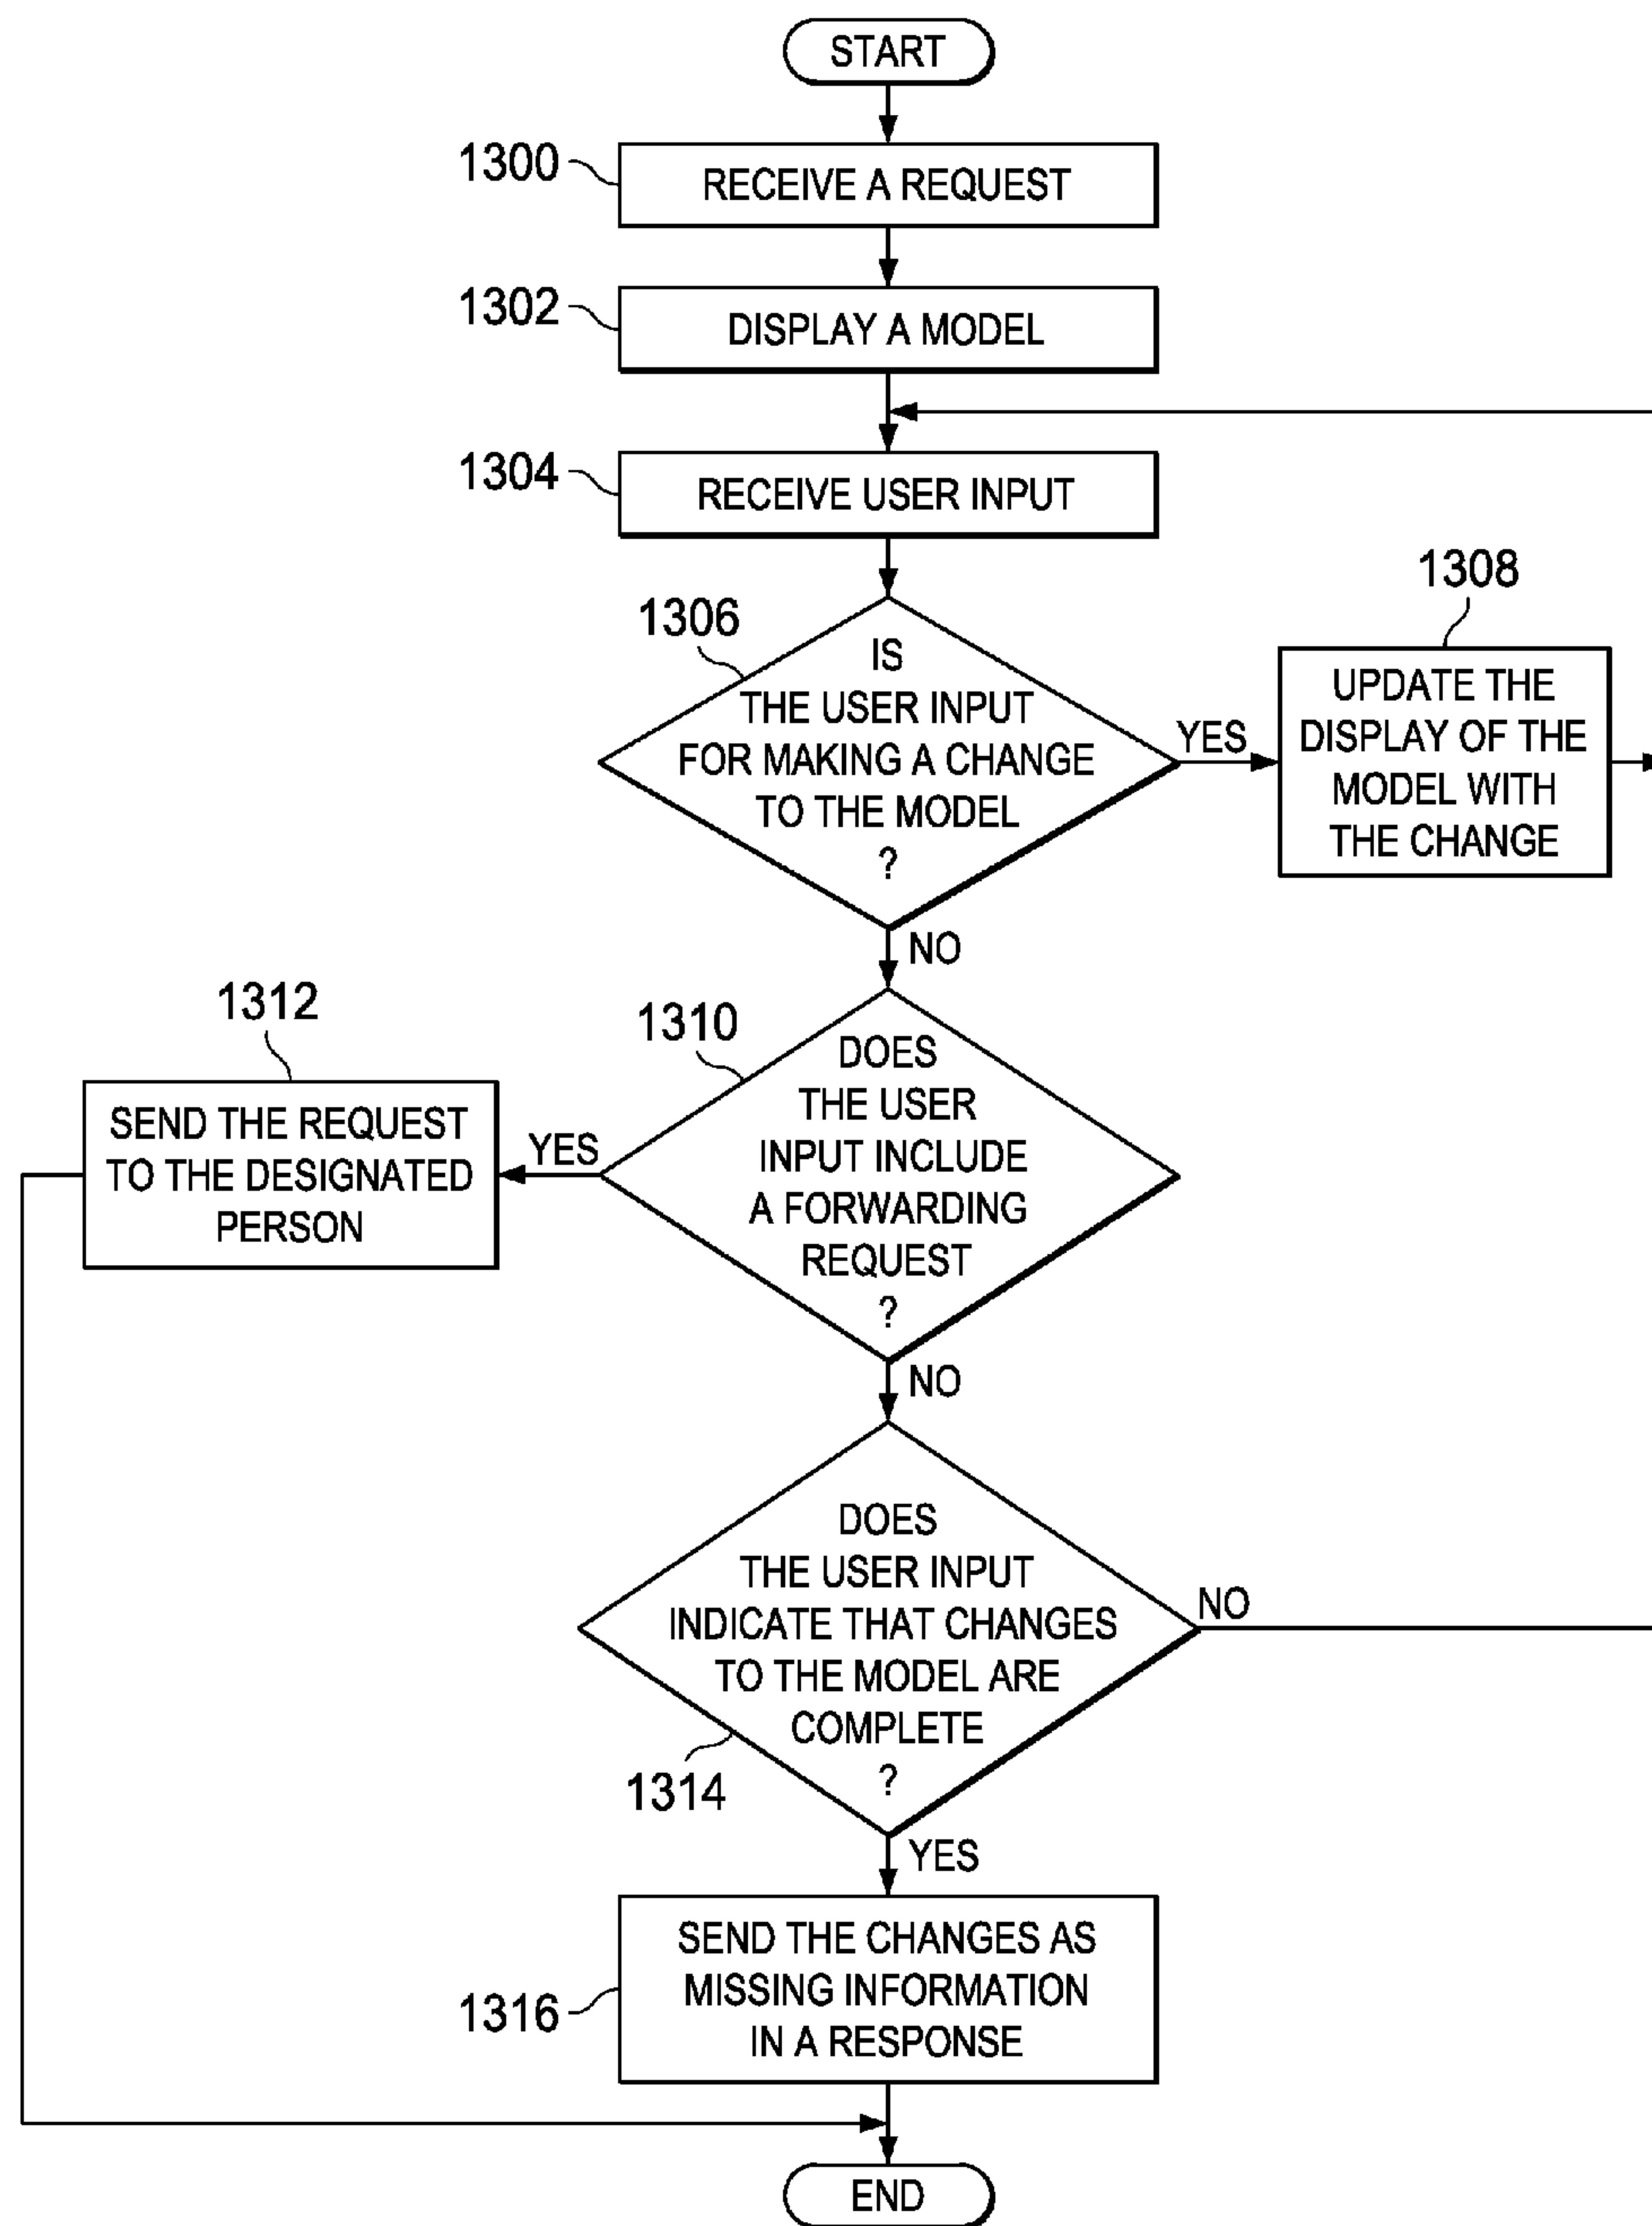 START
1300
RECEIVE A REQUEST
1302
DISPLAY A MODEL
1304
RECEIVE USER INPUT
1306
IS
THE USER INPUT
FOR MAKING A CHANGE
TO THE MODEL
?
YES
1308
UPDATE THE
DISPLAY OF THE
MODEL WITH
THE CHANGE
NO
1310
DOES
THE USER
INPUT INCLUDE
A FORWARDING
REQUEST
?
YES
1312
SEND THE REQUEST
TO THE DESIGNATED
PERSON
NO
DOES
THE USER INPUT
INDICATE THAT CHANGES
TO THE MODEL ARE
COMPLETE
?
1314
NO
YES
1316
SEND THE CHANGES AS
MISSING INFORMATION
IN A RESPONSE
END